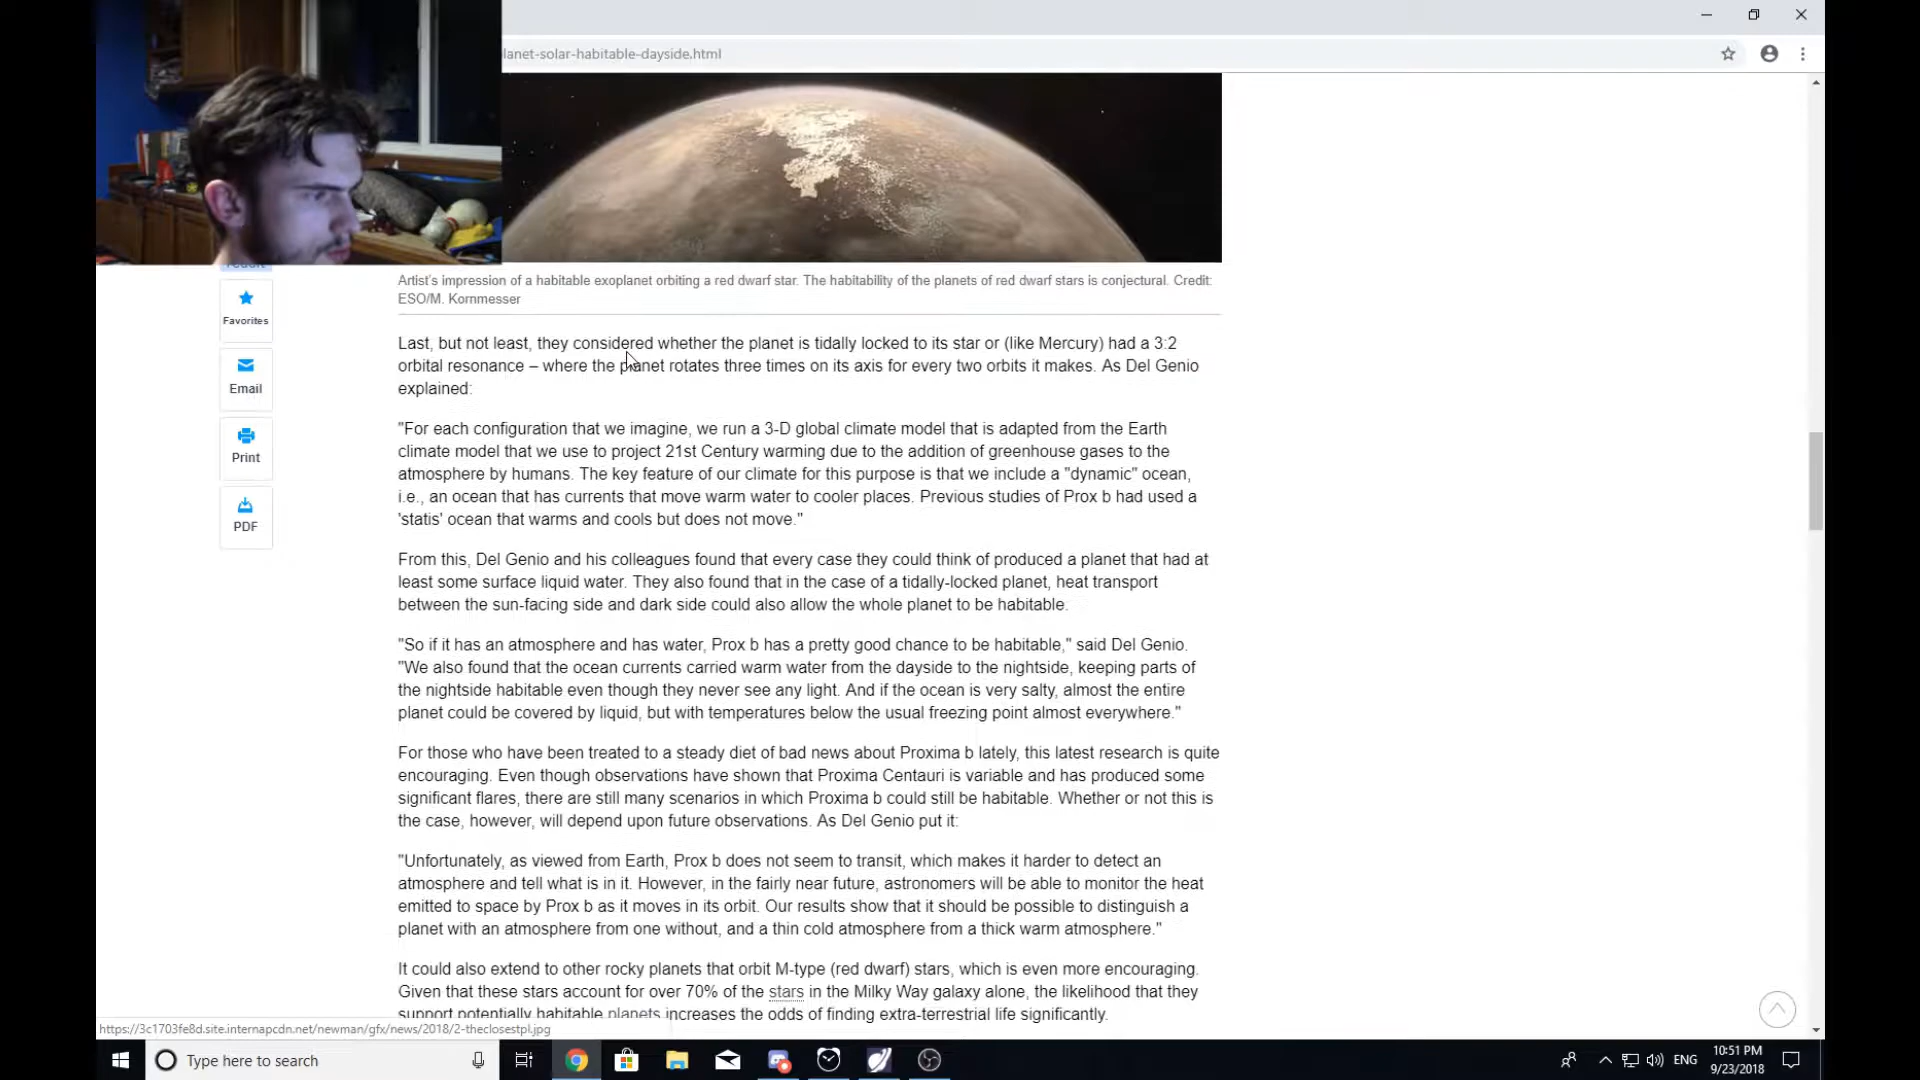 lanet-solar-habitable-dayside.html
Artist's impression of a habitable exoplanet orbiting a red dwarf star. The habitability of the planets of red dwarf stars is conjectural. Credit:
ESO/M. Kornmesser
Favorites
Email
Print
PDF
Last, but not least, they considered whether the planet is tidally locked to its star or (like Mercury) had a 3:2
orbital resonance – where the planet rotates three times on its axis for every two orbits it makes. As Del Genio
explained:
"For each configuration that we imagine, we run a 3-D global climate model that is adapted from the Earth
climate model that we use to project 21st Century warming due to the addition of greenhouse gases to the
atmosphere by humans. The key feature of our climate for this purpose is that we include a "dynamic" ocean,
i.e., an ocean that has currents that move warm water to cooler places. Previous studies of Prox b had used a
'statis' ocean that warms and cools but does not move."
From this, Del Genio and his colleagues found that every case they could think of produced a planet that had at
least some surface liquid water. They also found that in the case of a tidally-locked planet, heat transport
between the sun-facing side and dark side could also allow the whole planet to be habitable.
"So if it has an atmosphere and has water, Prox b has a pretty good chance to be habitable," said Del Genio.
"We also found that the ocean currents carried warm water from the dayside to the nightside, keeping parts of
the nightside habitable even though they never see any light. And if the ocean is very salty, almost the entire
planet could be covered by liquid, but with temperatures below the usual freezing point almost everywhere."
For those who have been treated to a steady diet of bad news about Proxima b lately, this latest research is quite
encouraging. Even though observations have shown that Proxima Centauri is variable and has produced some
significant flares, there are still many scenarios in which Proxima b could still be habitable. Whether or not this is
the case, however, will depend upon future observations. As Del Genio put it:
"Unfortunately, as viewed from Earth, Prox b does not seem to transit, which makes it harder to detect an
atmosphere and tell what is in it. However, in the fairly near future, astronomers will be able to monitor the heat
emitted to space by Prox b as it moves in its orbit. Our results show that it should be possible to distinguish a
planet with an atmosphere from one without, and a thin cold atmosphere from a thick warm atmosphere."
It could also extend to other rocky planets that orbit M-type (red dwarf) stars, which is even more encouraging.
Given that these stars account for over 70% of the stars in the Milky Way galaxy alone, the likelihood that they
support potentially habitable planets increases the odds of finding extra-terrestrial life significantly.
https://3c1703fe8d.site.internapcdn.net/newman/gfx/news/2018/2-theclosestpl.jpg
Type here to search
ENG
10:51 PM
9/23/2018